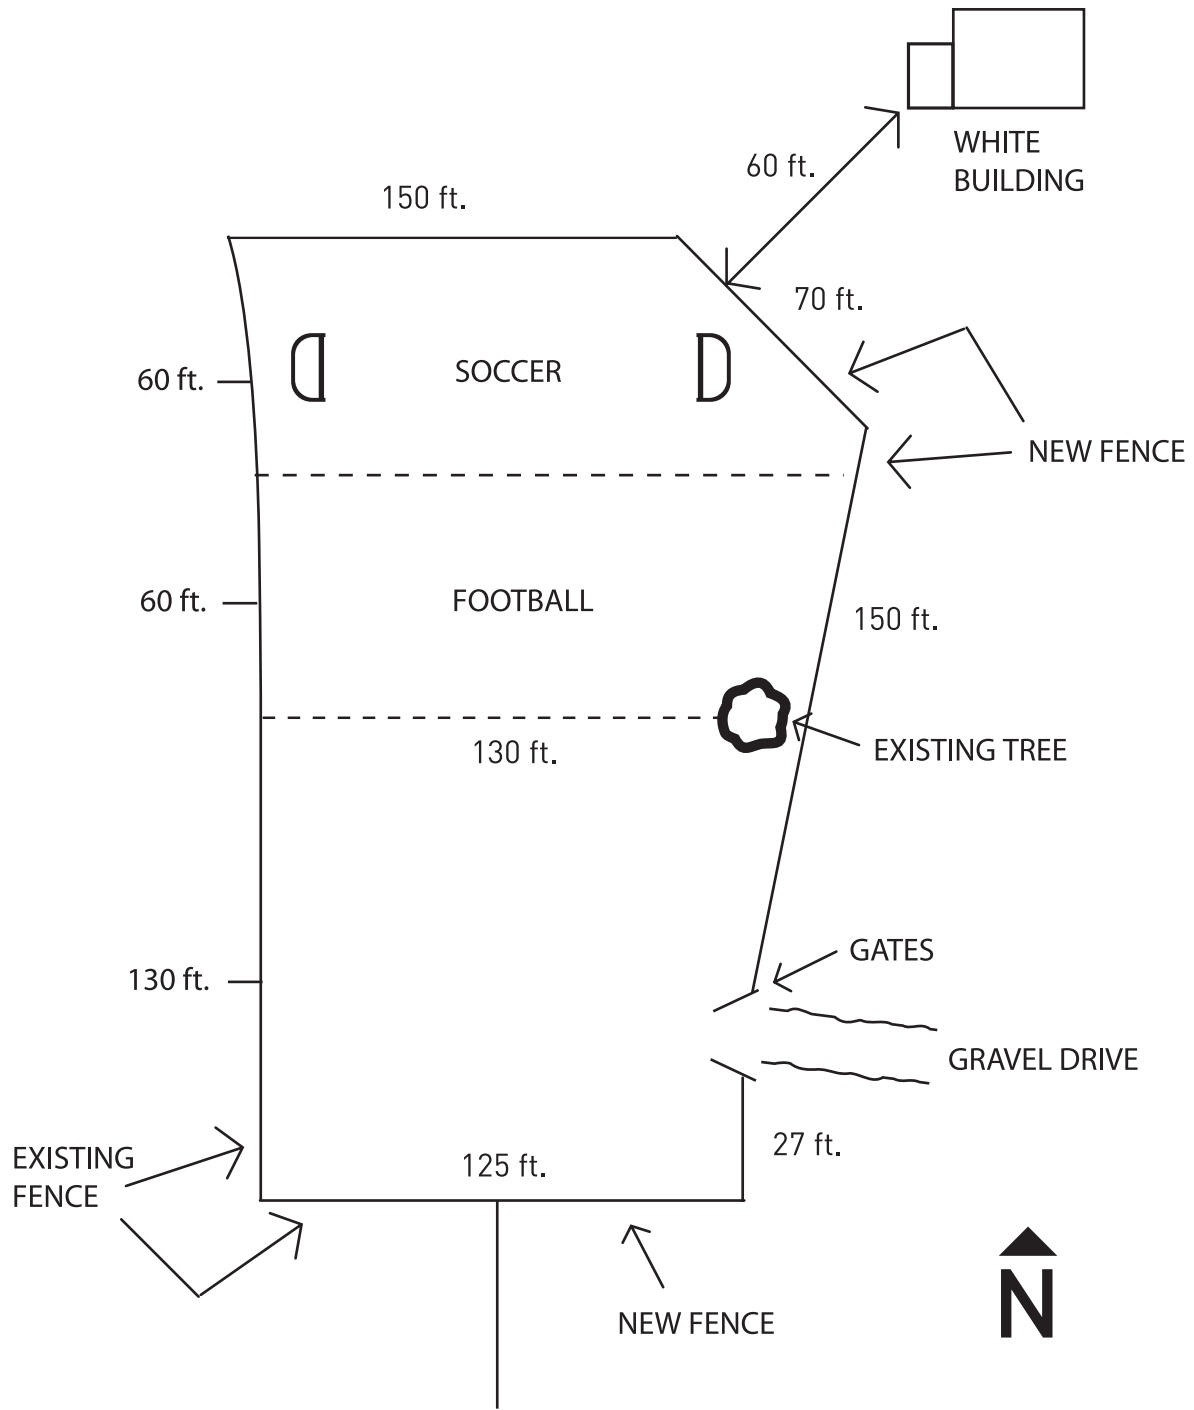 WHITE
BUILDING
60 ft.
150 ft.
70 ft.
60 ft.
SOCCER
NEW FENCE
60 ft.
FOOTBALL
150 ft.
130 ft.
EXISTING TREE
GATES
130 ft.
GRAVEL DRIVE
EXISTING
FENCE
125 ft.
27 ft.
NEW FENCE
N